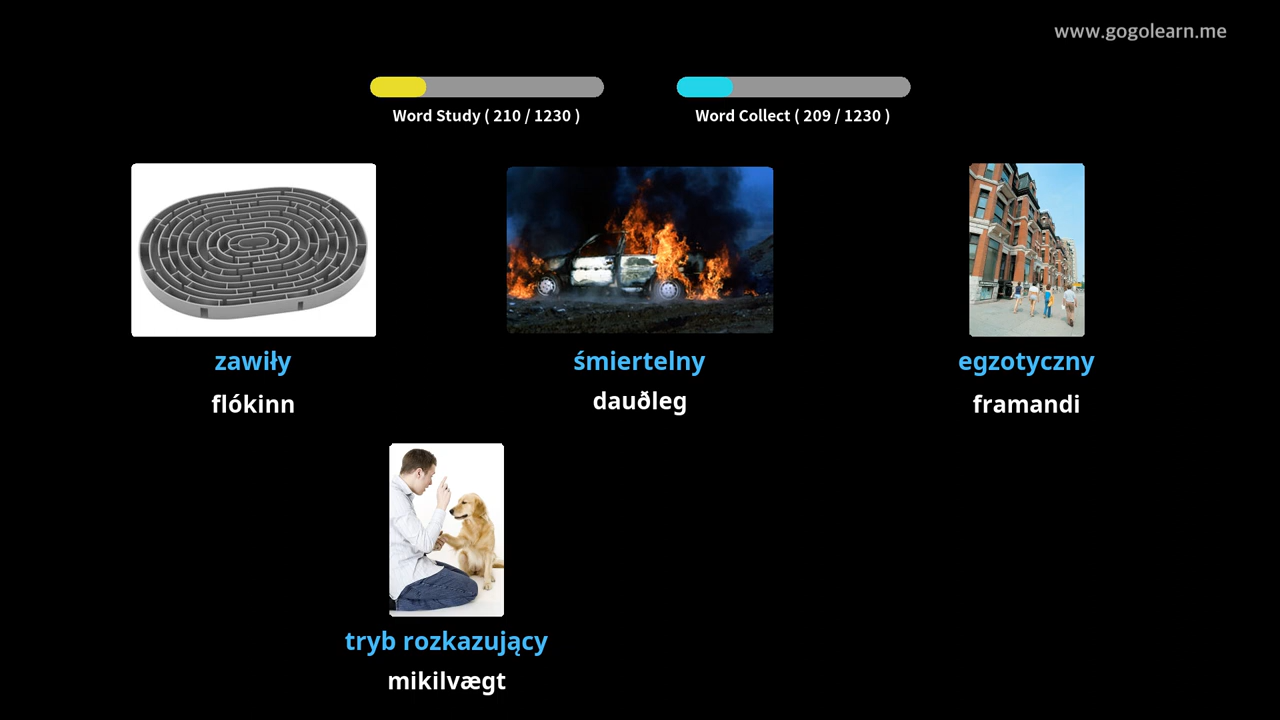 www.gogolearn.me
Word Study ( 210 / 1230 )
Word Collect ( 209 / 1230 )
zawiły
flókinn
śmiertelny
dauðleg
egzotyczny
framandi
tryb rozkazujący
mikilvægt